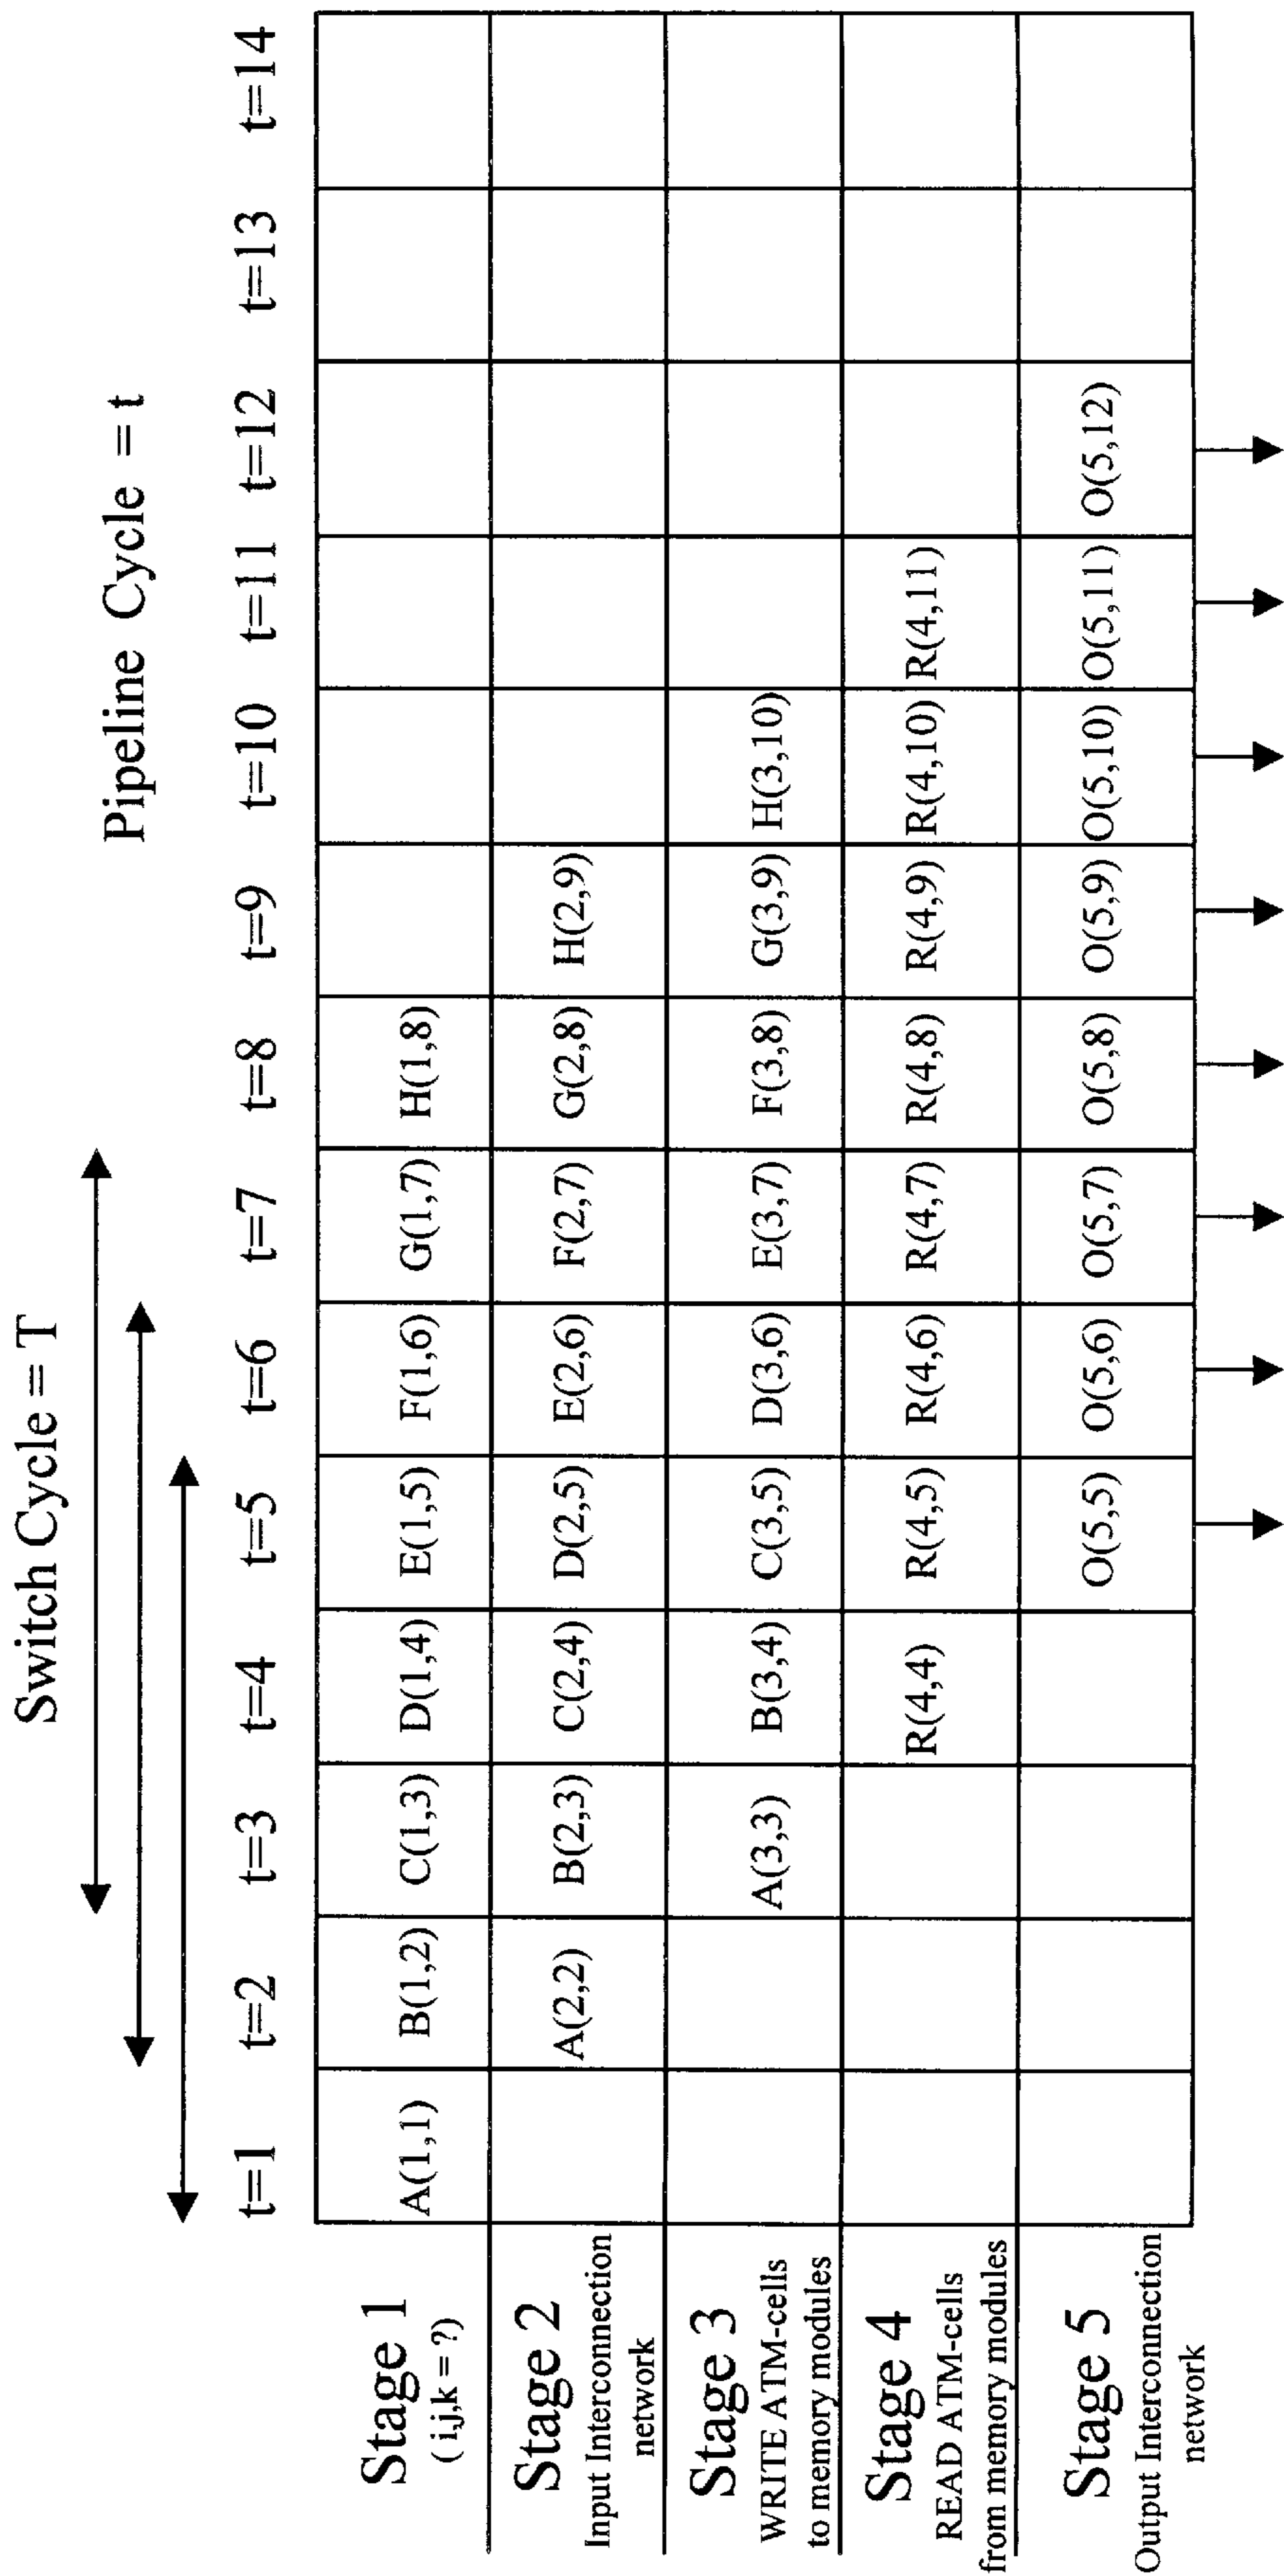 Switch Cycle = T
Pipeline Cycle = t
t=1 t=2 t=3 t=4 t=5 t=6 t=7 t=8 t=9 t=10 t=11 t=12 t=13 t=14
Stage 1
( i,j,k = ?)
A(1,1) B(1,2) C(1,3) D(1,4) E(1,5) F(1,6) G(1,7) H(1,8)
Stage 2
Input Interconnection
network
A(2,2) B(2,3) C(2,4) D(2,5) E(2,6) F(2,7) G(2,8) H(2,9)
Stage 3
WRITE ATM-cells
to memory modules
A(3,3) B(3,4) C(3,5) D(3,6) E(3,7) F(3,8) G(3,9) H(3,10)
Stage 4
READ ATM-cells
from memory modules
R(4,4) R(4,5) R(4,6) R(4,7) R(4,8) R(4,9) R(4,10) R(4,11)
Stage 5
Output Interconnection
network
O(5,5) O(5,6) O(5,7) O(5,8) O(5,9) O(5,10) O(5,11) O(5,12)